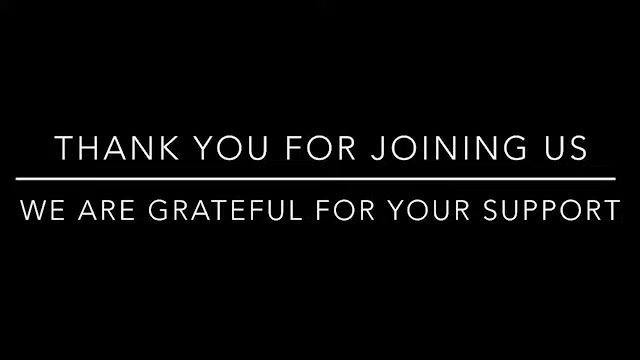 THANK YOU FOR JOINING US
WE ARE GRATEFUL FOR YOUR SUPPORT